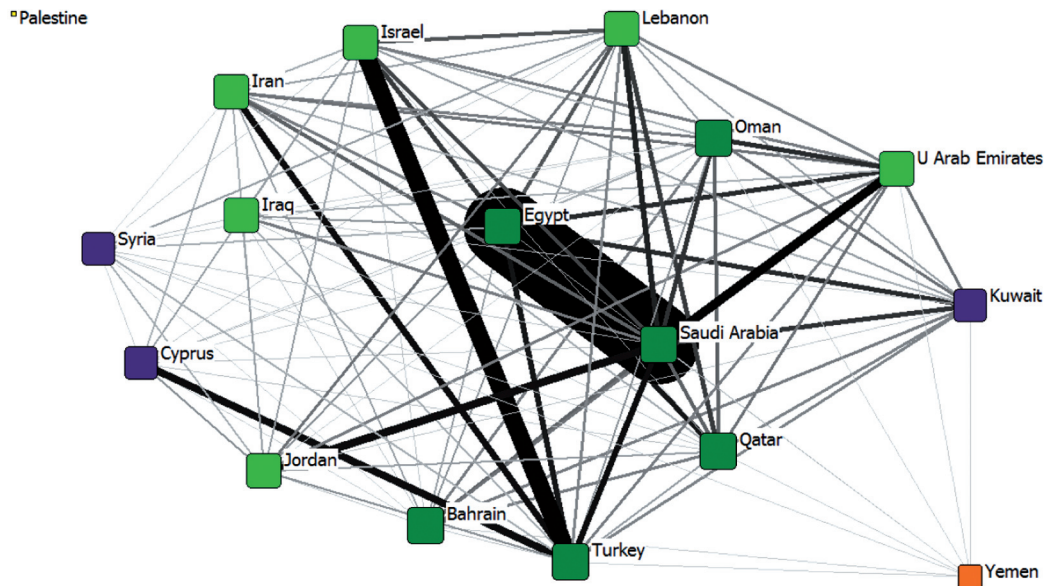 Palestine
Israel
Lebanon
Iran
Oman
U Arab Emirates
Iraq
Egypt
Syria
Kuwait
Saudi Arabia
Cyprus
Qatar
Jordan
Bahrain
Turkey
Yemen